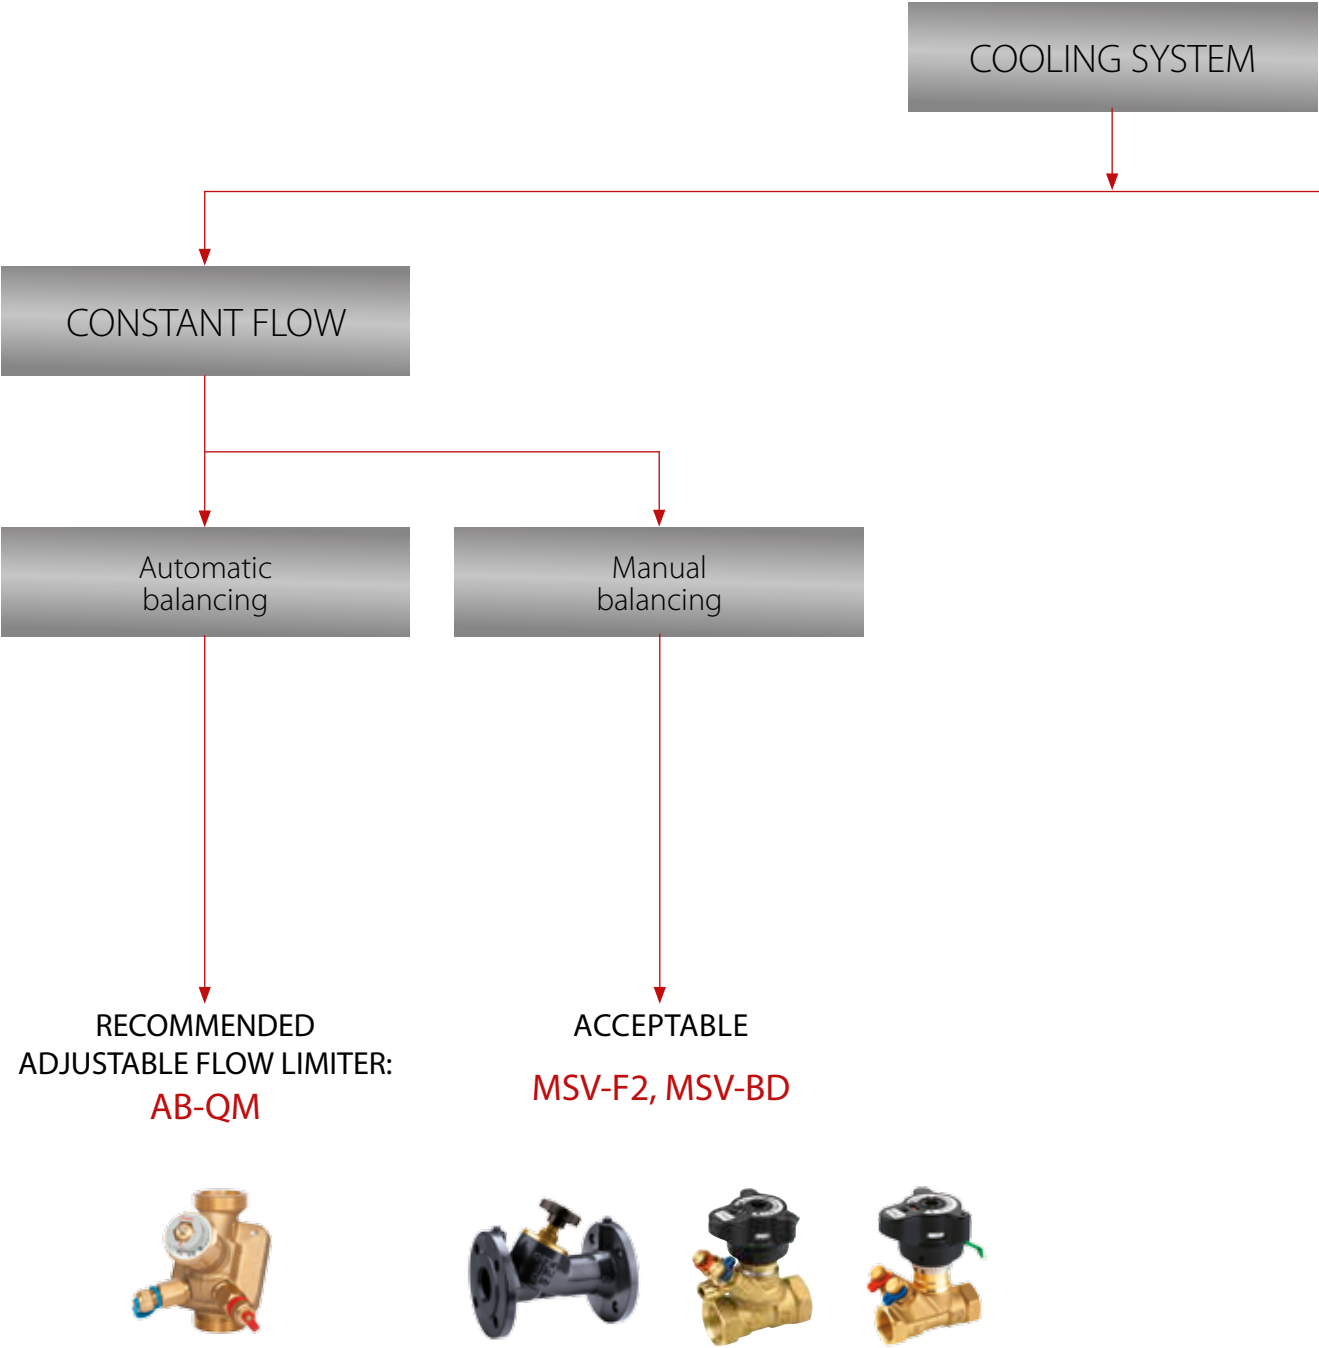 COOLING SYSTEM
CONSTANT FLOW
Automatic
balancing
Manual
balancing
RECOMMENDED
ADJUSTABLE FLOW LIMITER:
AB-QM
ACCEPTABLE
MSV-F2, MSV-BD